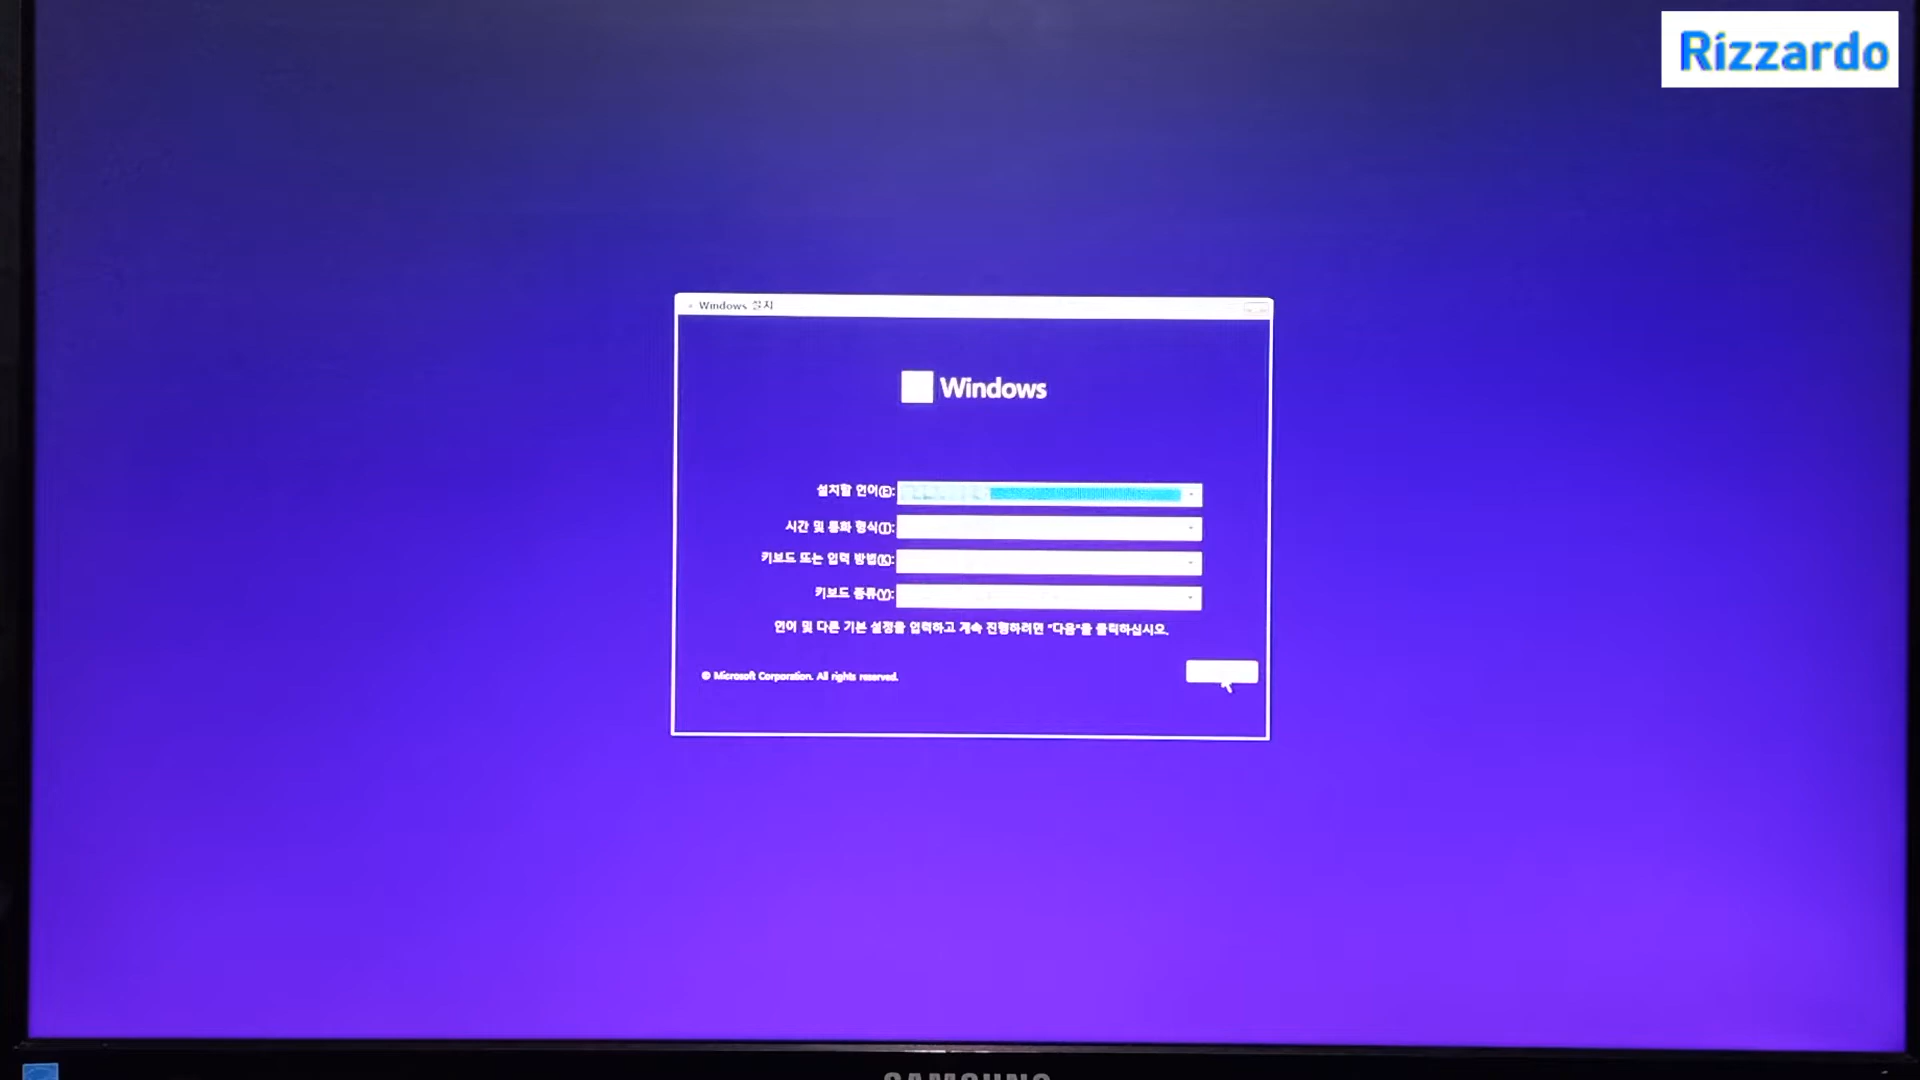 Rizzardo
Windows 설치
Windows
설치할 언어(E):
시간 및 통화 형식(T):
키보드 또는 입력 방법(K):
키보드 종류(Y):
언어 및 다른 기본 설정을 입력하고 계속 진행하려면 "다음"을 클릭하십시오.
© Microsoft Corporation. All rights reserved.
SAMSUNG